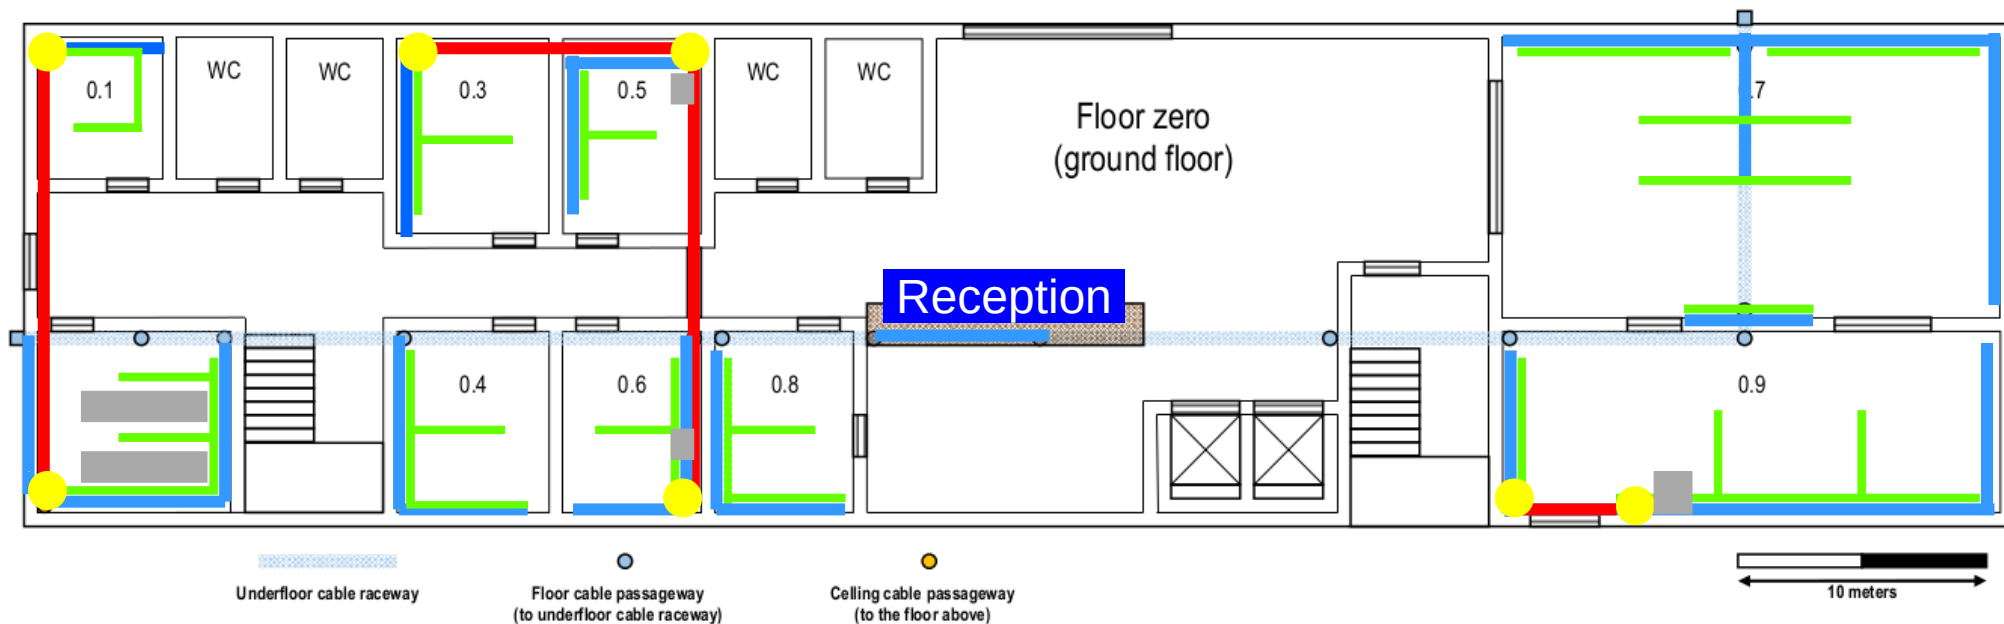 0.1
WC
WC
0.3
0.5
WC
WC
Floor zero
(ground floor)
.7
Reception
0.4
0.6
0.8
0.9
Underfloor cable raceway
Floor cable passageway
(to underfloor cable raceway)
Celling cable passageway
(to the floor above)
10 meters